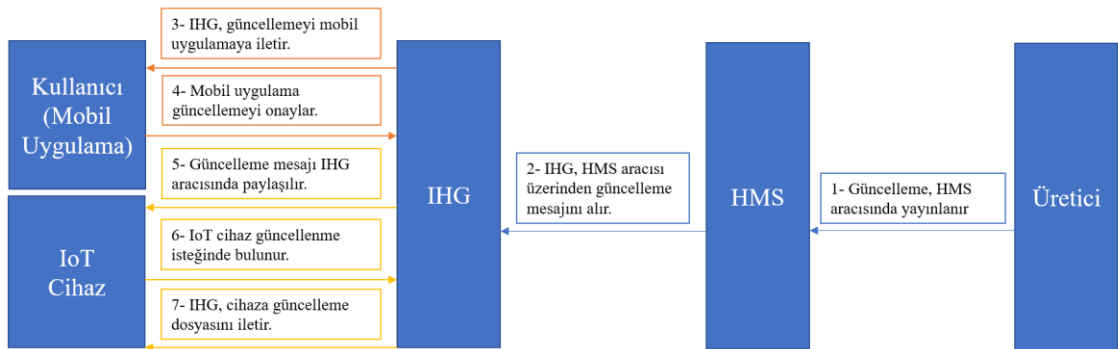 3- IHG, güncellemeyi mobil
uygulamaya iletir.
Kullanıcı
(Mobil
Uygulama)
4- Mobil uygulama
güncellemeyi onaylar.
5- Güncelleme mesajı IHG
aracısında paylaşılır.
IHG
2- IHG, HMS aracısı
üzerinden güncelleme
mesajını alır.
HMS
1- Güncelleme, HMS
aracısında yayınlanır
Üretici
6- IoT cihaz güncellenme
isteğinde bulunur.
IoT
Cihaz
7- IHG, cihaza güncelleme
dosyasını iletir.